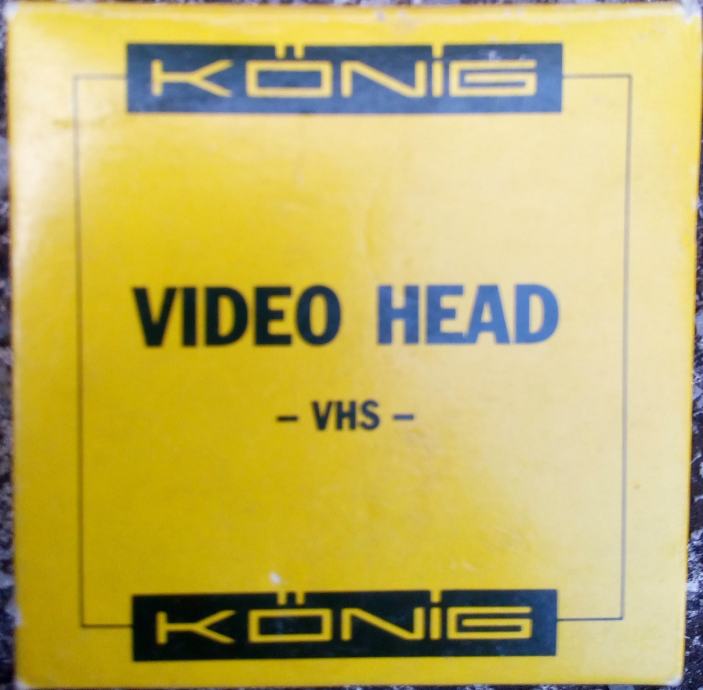 KÖNiG
VIDEO HEAD
– VHS –
KÖNiG